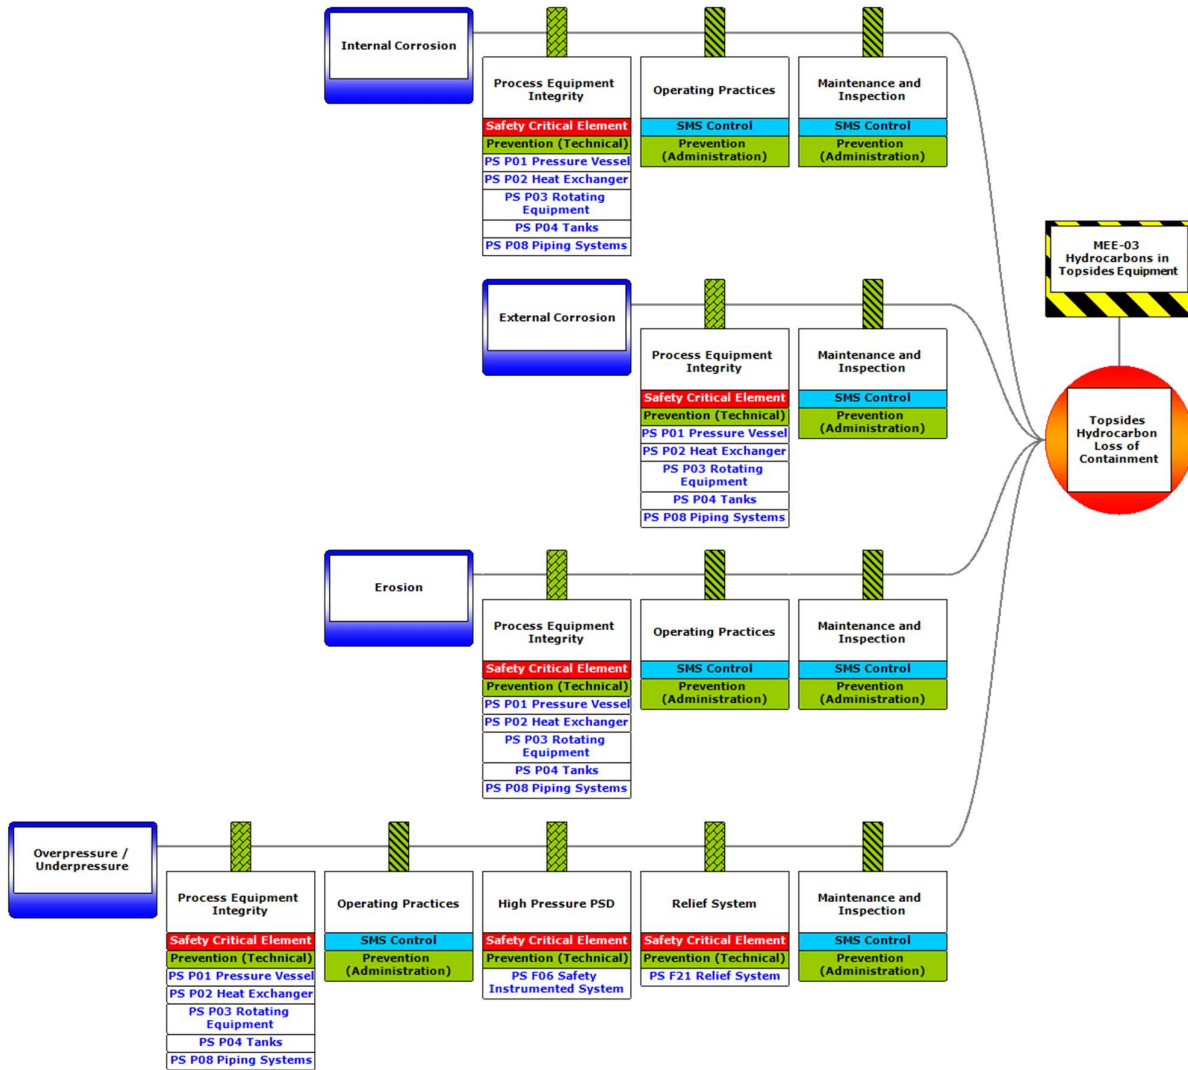 Internal Corrosion
Process Equipment
Integrity
Safety Critical Element
Prevention (Technical)
PS P01 Pressure Vessel
PS P02 Heat Exchanger
PS P03 Rotating
Equipment
PS P04 Tanks
PS P08 Piping Systems
Operating Practices
SMS Control
Prevention
(Administration)
Maintenance and
Inspection
SMS Control
Prevention
(Administration)
MEE-03
Hydrocarbons in
Topsides Equipment
Topsides
Hydrocarbon
Loss of
Containment
External Corrosion
Process Equipment
Integrity
Safety Critical Element
Prevention (Technical)
PS P01 Pressure Vessel
PS P02 Heat Exchanger
PS P03 Rotating
Equipment
PS P04 Tanks
PS P08 Piping Systems
Maintenance and
Inspection
SMS Control
Prevention
(Administration)
Erosion
Process Equipment
Integrity
Safety Critical Element
Prevention (Technical)
PS P01 Pressure Vessel
PS P02 Heat Exchanger
PS P03 Rotating
Equipment
PS P04 Tanks
PS P08 Piping Systems
Operating Practices
SMS Control
Prevention
(Administration)
Maintenance and
Inspection
SMS Control
Prevention
(Administration)
Overpressure /
Underpressure
Process Equipment
Integrity
Safety Critical Element
Prevention (Technical)
PS P01 Pressure Vessel
PS P02 Heat Exchanger
PS P03 Rotating
Equipment
PS P04 Tanks
PS P08 Piping Systems
Operating Practices
SMS Control
Prevention
(Administration)
High Pressure PSD
Safety Critical Element
Prevention (Technical)
PS F06 Safety
Instrumented System
Relief System
Safety Critical Element
Prevention (Technical)
PS F21 Relief System
Maintenance and
Inspection
SMS Control
Prevention
(Administration)